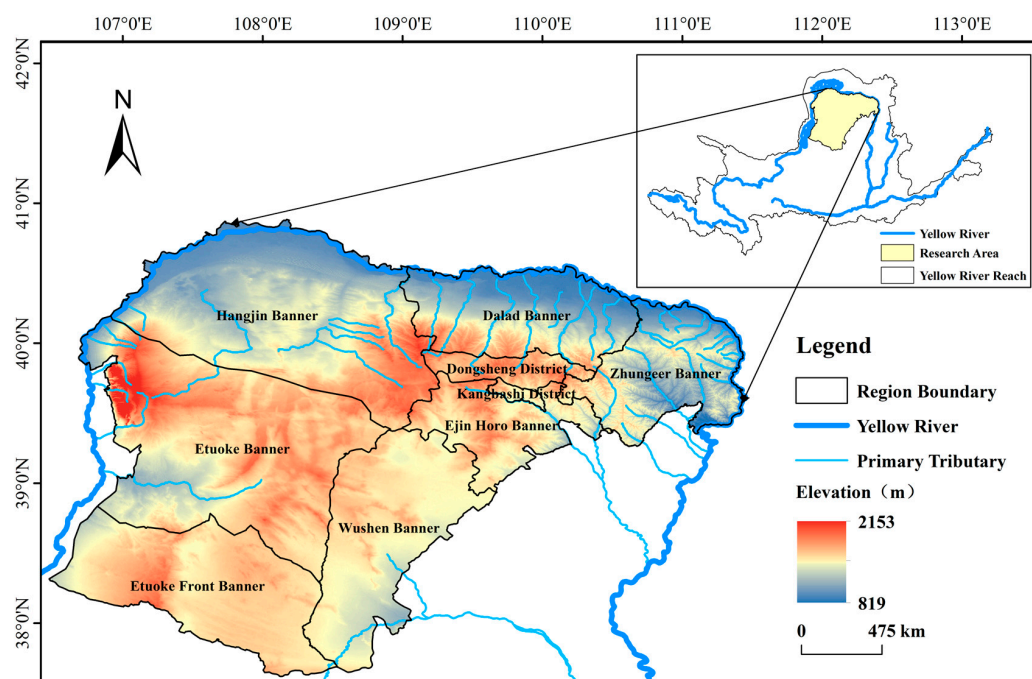 107°0'E 108°0'E 109°0'E 110°0'E 111°0'E 112°0'E 113°0'E
42°0'N
41°0'N
40°0'N
39°0'N
38°0'N
N
Yellow River
Research Area
Yellow River Reach
Hangjin Banner
Dalad Banner
Dongsheng District
Zhungeer Banner
Kangbashi District
Ejin Horo Banner
Etuoke Banner
Wushen Banner
Etuoke Front Banner
Legend
Region Boundary
Yellow River
Primary Tributary
Elevation（m）
2153
819
0 475 km